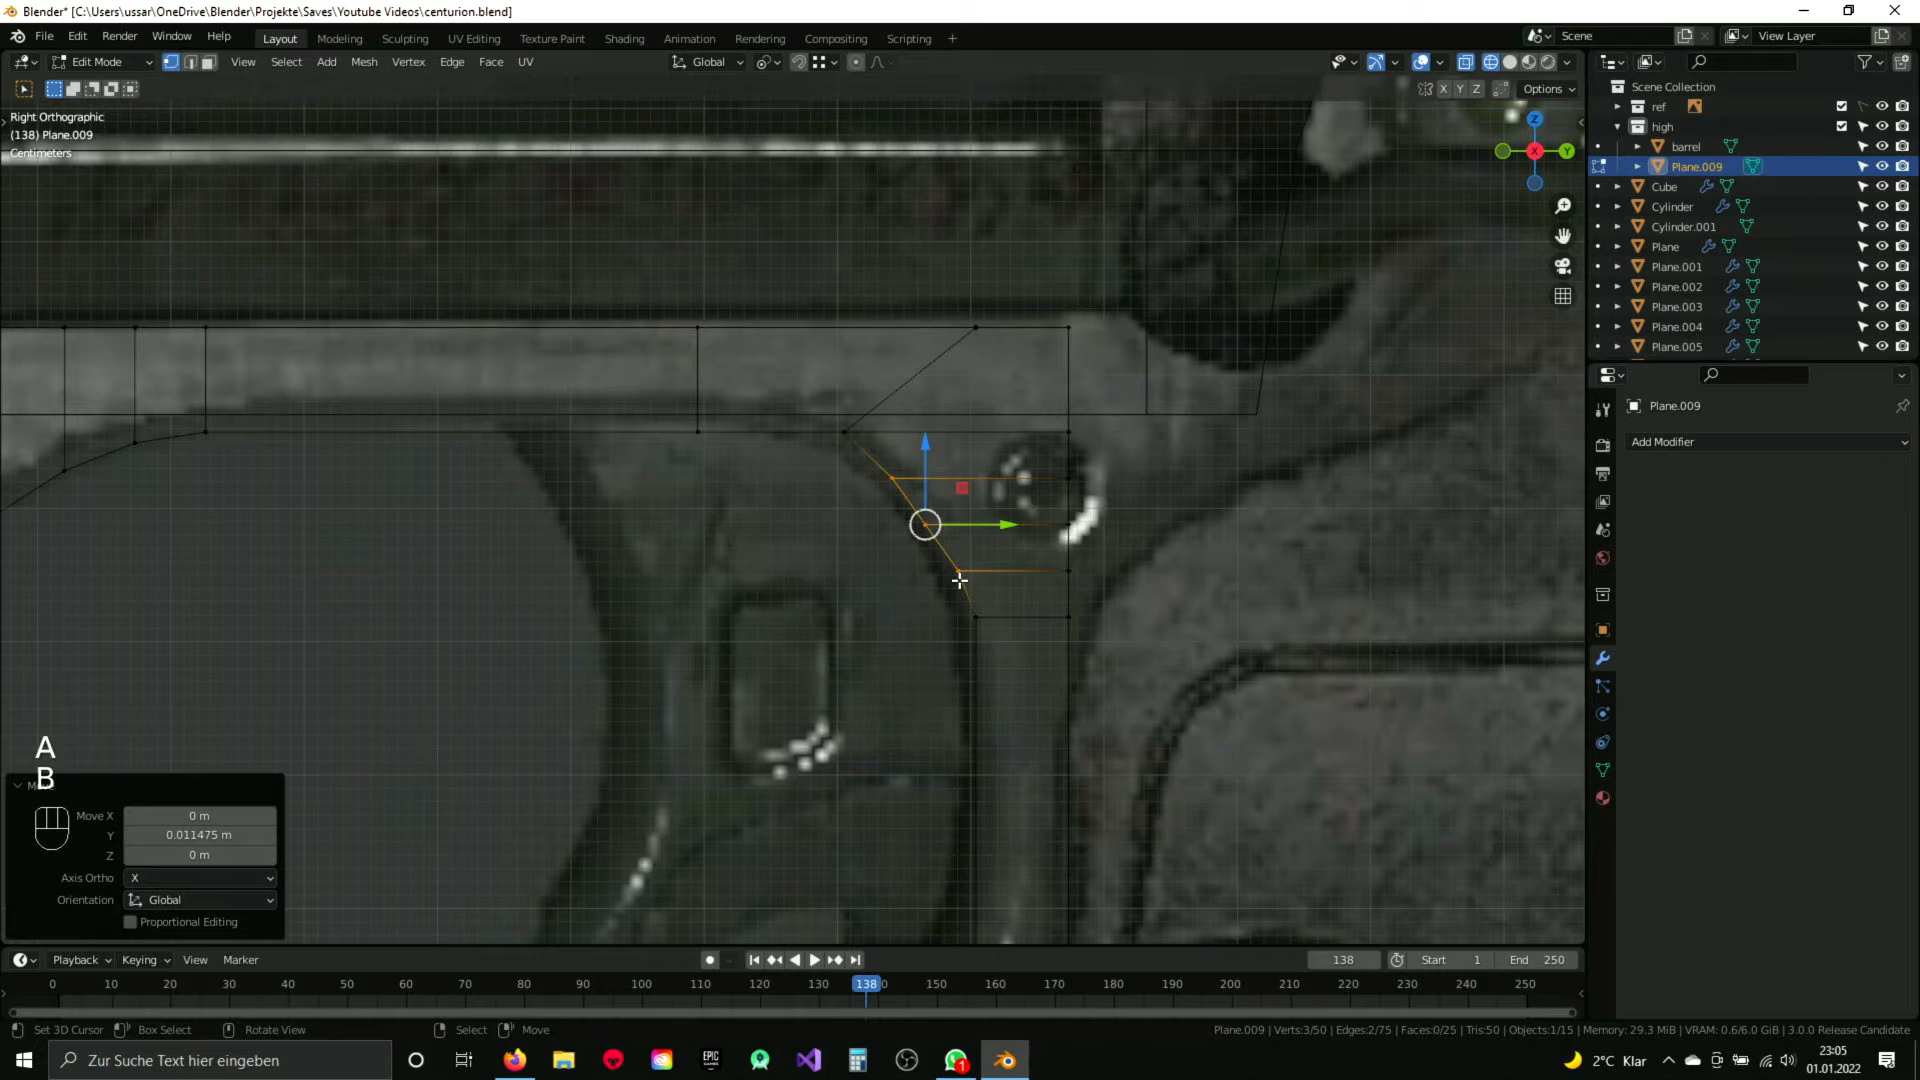 Blender* [C:\Users\ussar\OneDrive\Blender\Projekte\Saves\Youtube Videos\centurion.blend]
File Edit Render Window Help Layout Modeling Sculpting UV Editing Texture Paint Shading Animation Rendering Compositing Scripting + Scene View Layer
Edit Mode View Select Add Mesh Vertex Edge Face UV Global
X Y Z Options
Right Orthographic
(138) Plane.009
Centimeters
Z
X
Y
Scene Collection
ref
high
barrel
Plane.009
Cube
Cylinder
Cylinder.001
Plane
Plane.001
Plane.002
Plane.003
Plane.004
Plane.005
Plane.009
Add Modifier
A
B
Move X 0 m
Y 0.011475 m
Z 0 m
Axis Ortho X
Orientation Global
Proportional Editing
Playback Keying View Marker 138 Start 1 End 250
0 10 20 30 40 50 60 70 80 90 100 110 120 130 138 150 160 170 180 190 200 210 220 230 240 250
Set 3D Cursor Box Select Rotate View Select Move Plane.009 | Verts:3/50 | Edges:2/75 | Faces:0/25 | Tris:50 | Objects:1/15 | Memory: 29.3 MiB | VRAM: 0.6/6.0 GiB | 3.0.0 Release Candidate
Zur Suche Text hier eingeben EPIC GAMES 1 2°C Klar 23:05
01.01.2022